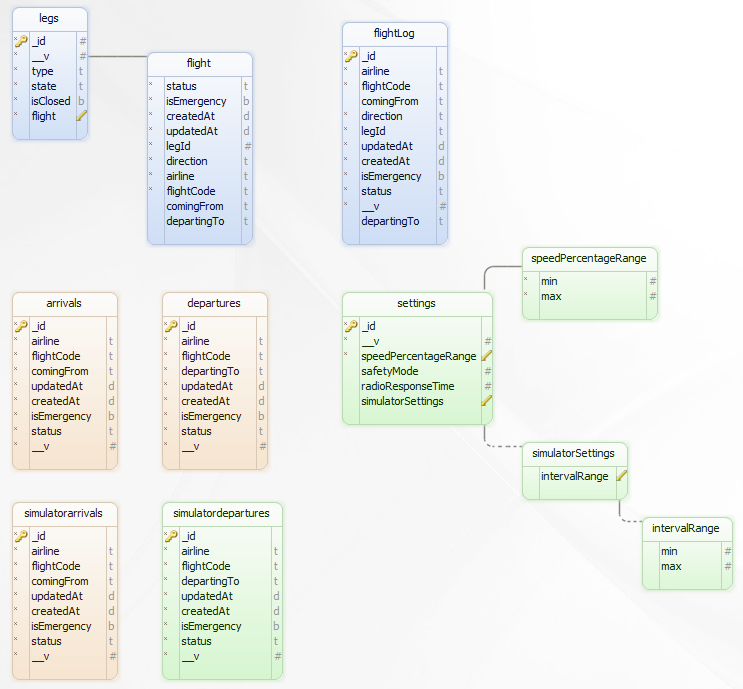 legs
_id #
__v #
type t
state t
isClosed b
flight
flight
status t
isEmergency b
createdAt d
updatedAt d
legId #
direction t
airline t
flightCode t
comingFrom t
departingTo t
flightLog
_id
airline t
flightCode t
comingFrom t
direction t
legId t
updatedAt d
createdAt d
isEmergency b
status t
__v #
departingTo t
speedPercentageRange
min #
max #
arrivals
_id
airline t
flightCode t
comingFrom t
updatedAt d
createdAt d
isEmergency b
status t
__v #
departures
_id
airline t
flightCode t
departingTo t
updatedAt d
createdAt d
isEmergency b
status t
__v #
settings
_id
__v #
speedPercentageRange
safetyMode #
radioResponseTime #
simulatorSettings
simulatorSettings
intervalRange
intervalRange
min #
max #
simulatorarrivals
_id
airline t
flightCode t
comingFrom t
updatedAt d
createdAt d
isEmergency b
status t
__v #
simulatordepartures
_id
airline t
flightCode t
departingTo t
updatedAt d
createdAt d
isEmergency b
status t
__v #